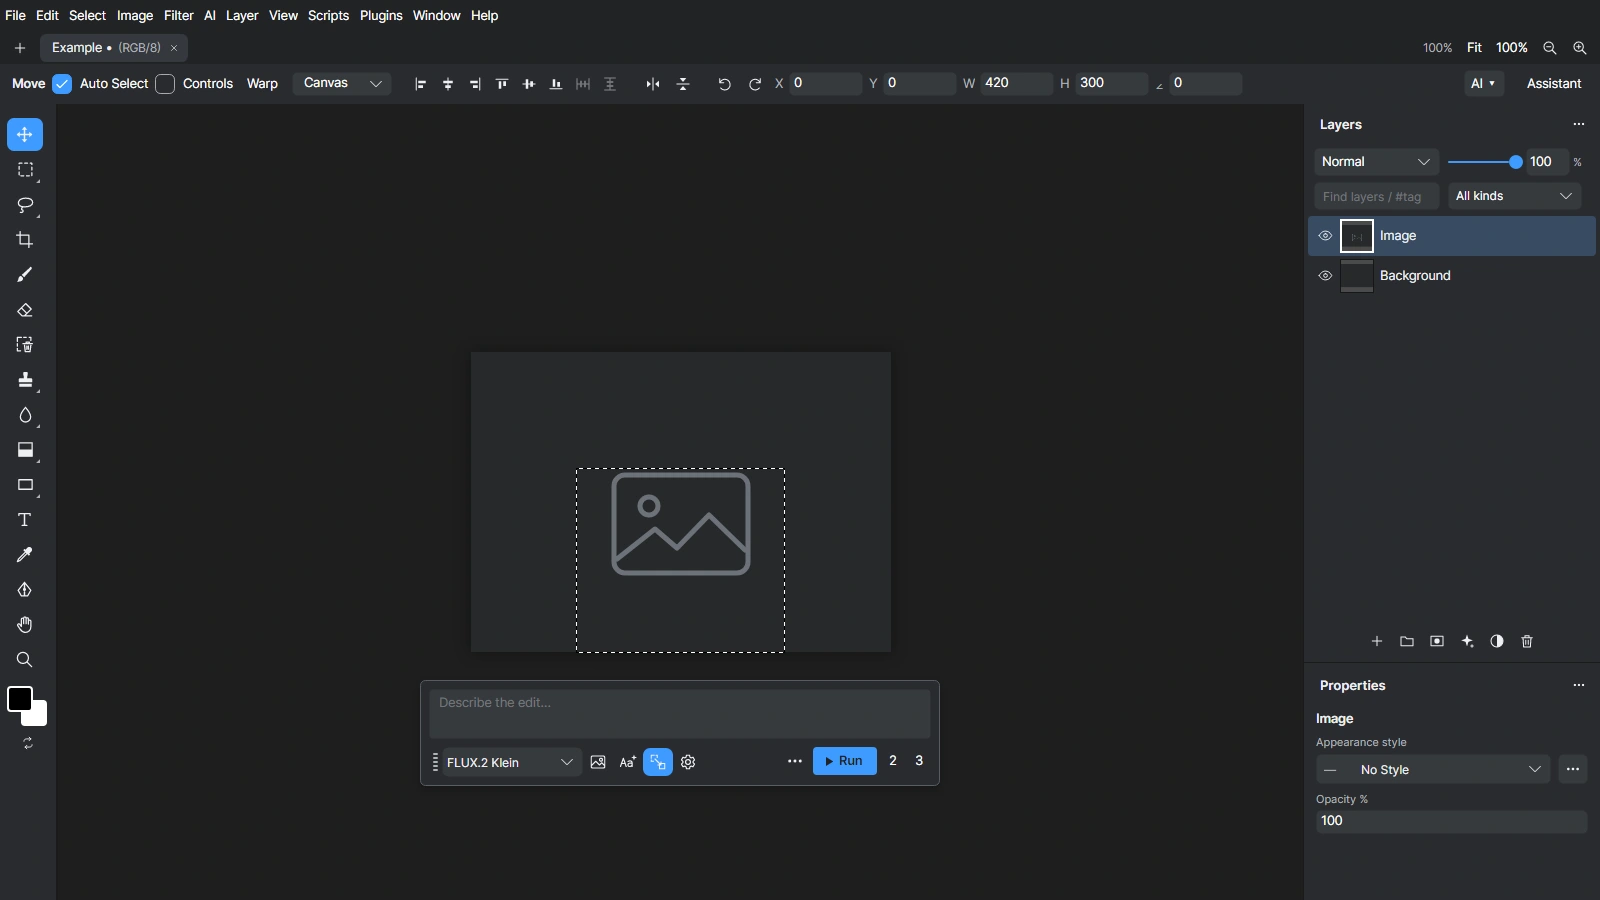 File Edit Select Image Filter AI Layer View Scripts Plugins Window Help
+ Example • (RGB/8) × 100% Fit 100%
Move Auto Select Controls Warp Canvas X 0 Y 0 W 420 H 300 ∠ 0 AI ▾ Assistant
Layers ...
Normal 100 %
Find layers / #tag All kinds
Image
Background
Properties ...
Image
Appearance style
— No Style ...
Opacity %
100
Describe the edit...
FLUX.2 Klein Aa+ ... Run 2 3